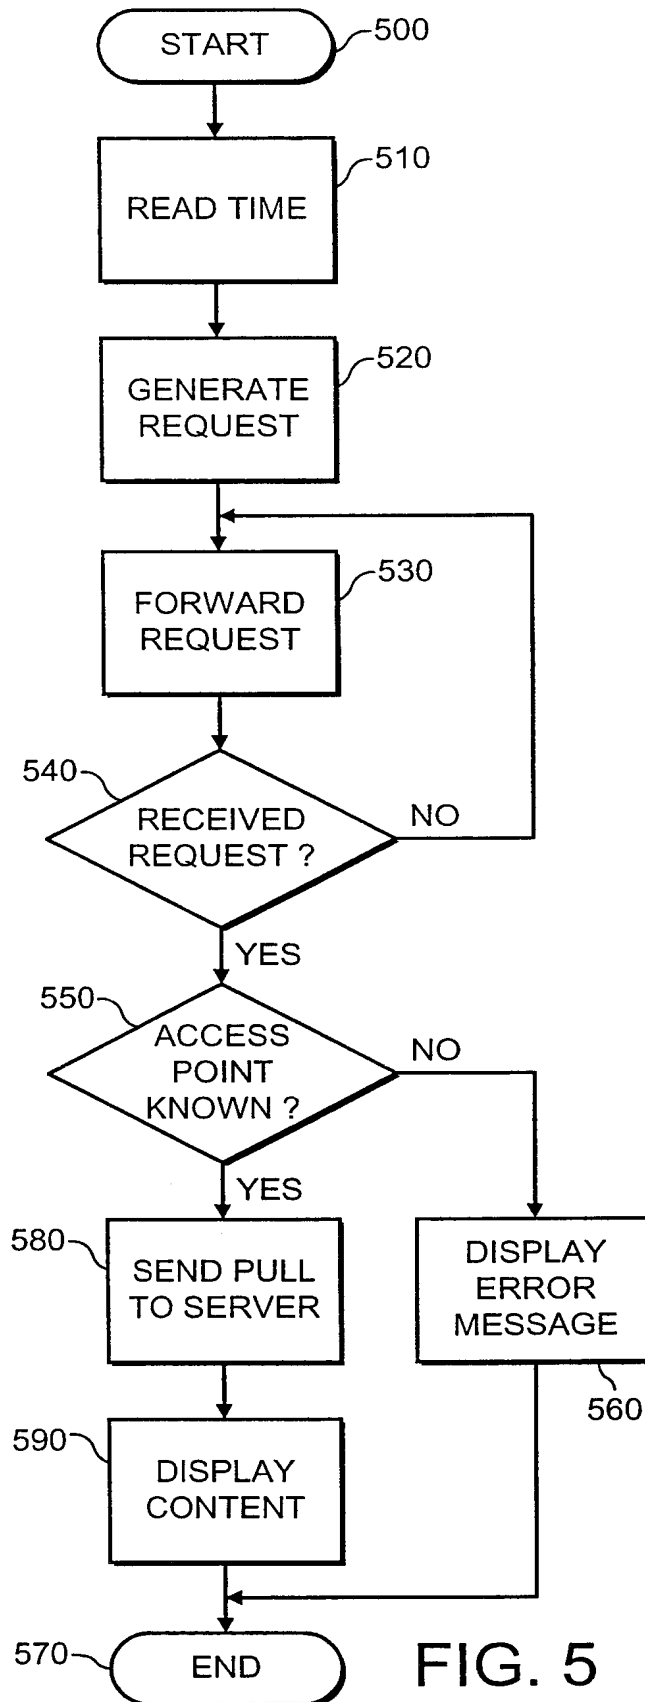 START
500
510
READ TIME
520
GENERATE
REQUEST
530
FORWARD
REQUEST
540
RECEIVED
REQUEST ?
NO
YES
550
ACCESS
POINT
KNOWN ?
NO
YES
580
SEND PULL
TO SERVER
DISPLAY
ERROR
MESSAGE
560
590
DISPLAY
CONTENT
570
END
FIG. 5